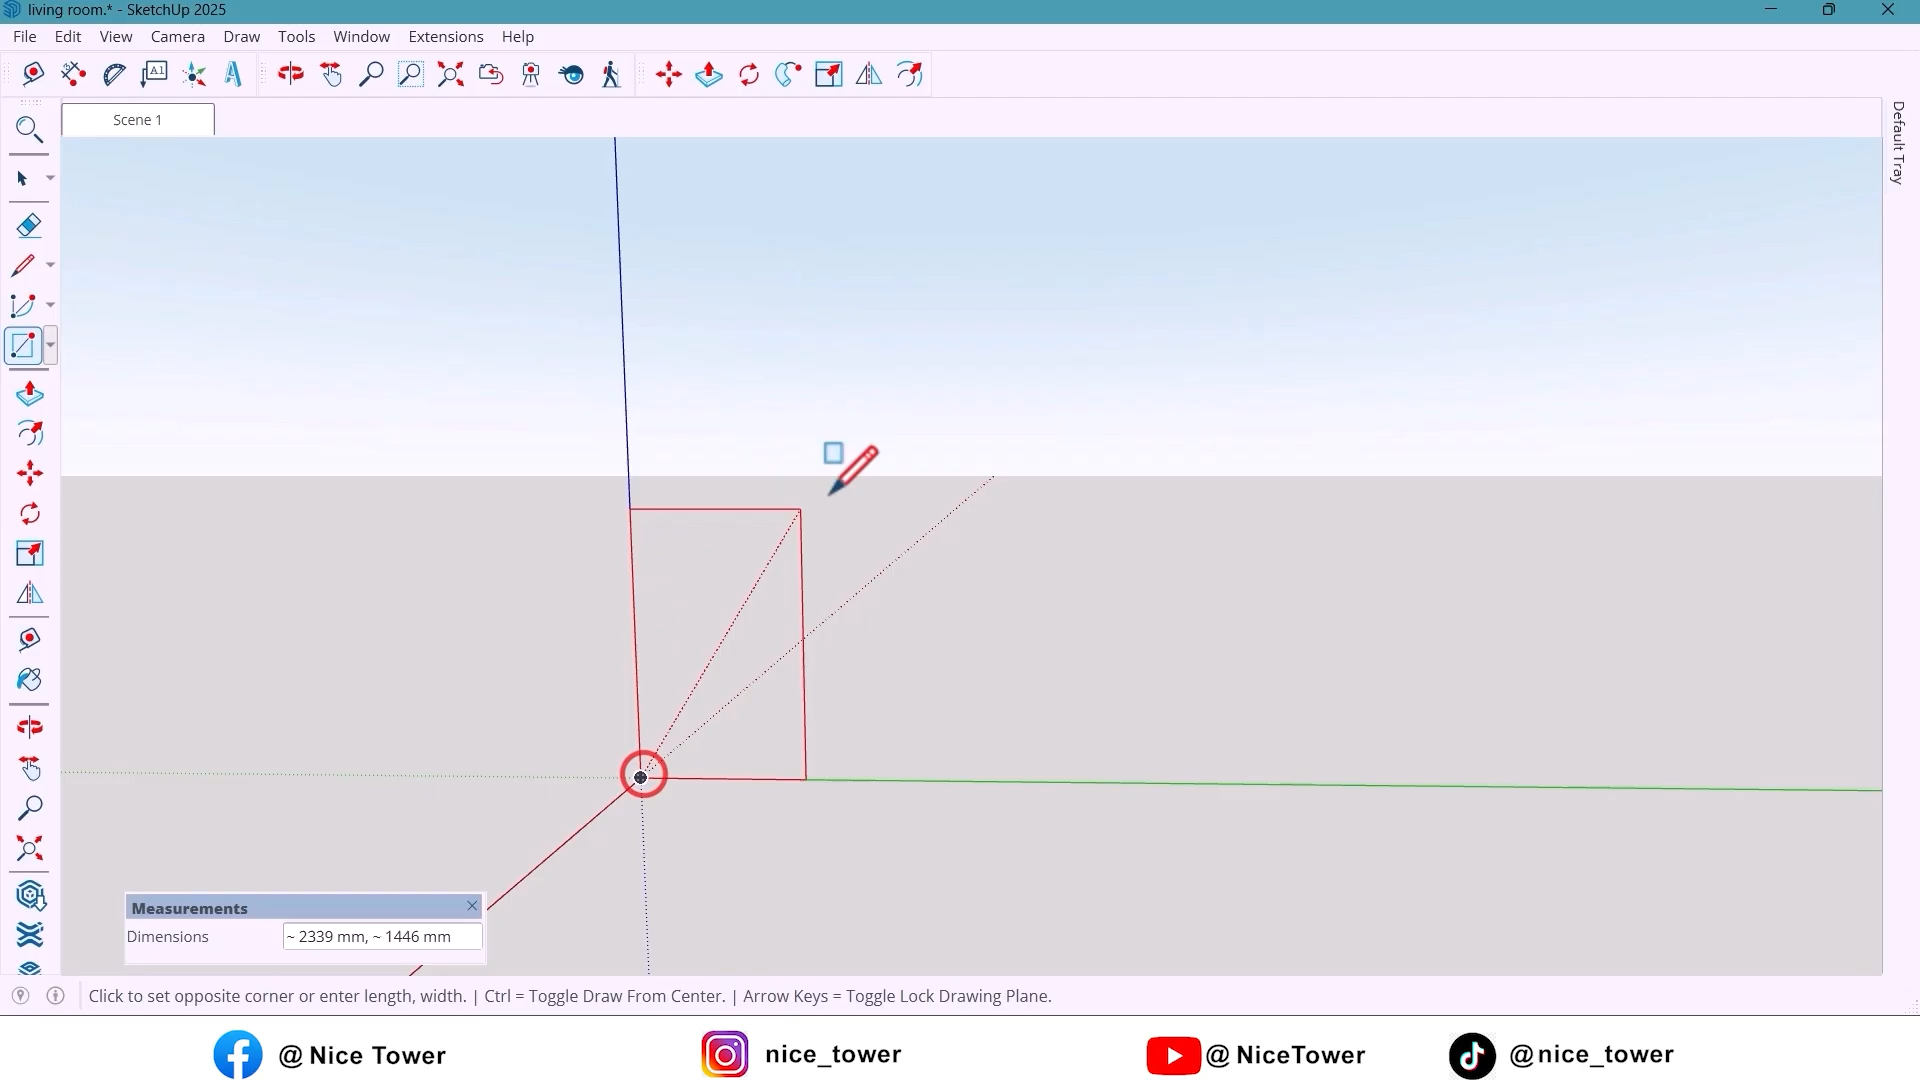 living room.* - SketchUp 2025
File Edit View Camera Draw Tools Window Extensions Help
A1
Scene 1
Default Tray
Measurements
Dimensions ~ 2339 mm, ~ 1446 mm
Click to set opposite corner or enter length, width. | Ctrl = Toggle Draw From Center. | Arrow Keys = Toggle Lock Drawing Plane.
@ Nice Tower nice_tower @ NiceTower @nice_tower